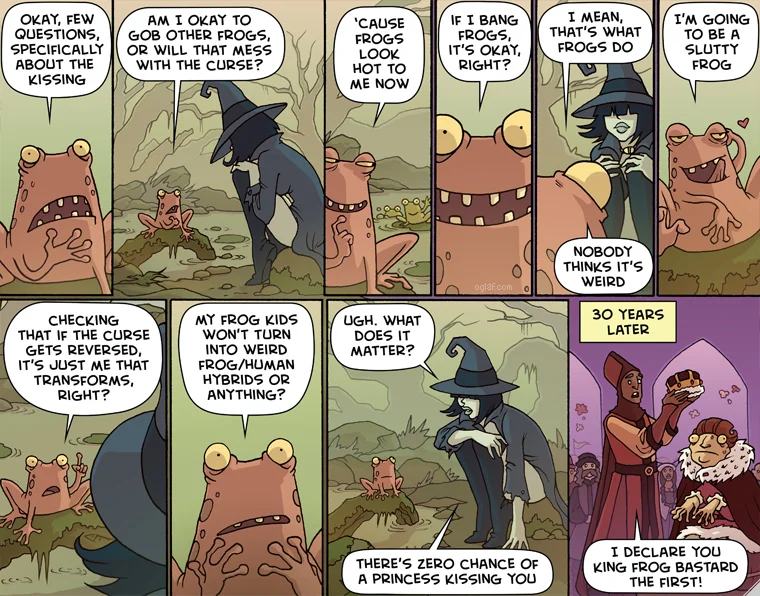 OKAY, FEW
QUESTIONS,
SPECIFICALLY
ABOUT THE
KISSING
AM I OKAY TO
GOB OTHER FROGS,
OR WILL THAT MESS
WITH THE CURSE?
'CAUSE
FROGS
LOOK
HOT TO
ME NOW
IF I BANG
FROGS,
IT'S OKAY,
RIGHT?
oglaf.com
I MEAN,
THAT'S WHAT
FROGS DO
NOBODY
THINKS IT'S
WEIRD
I'M GOING
TO BE A
SLUTTY
FROG
CHECKING
THAT IF THE CURSE
GETS REVERSED,
IT'S JUST ME THAT
TRANSFORMS,
RIGHT?
MY FROG KIDS
WON'T TURN
INTO WEIRD
FROG/HUMAN
HYBRIDS OR
ANYTHING?
UGH. WHAT
DOES IT
MATTER?
THERE'S ZERO CHANCE OF
A PRINCESS KISSING YOU
30 YEARS
LATER
I DECLARE YOU
KING FROG BASTARD
THE FIRST!